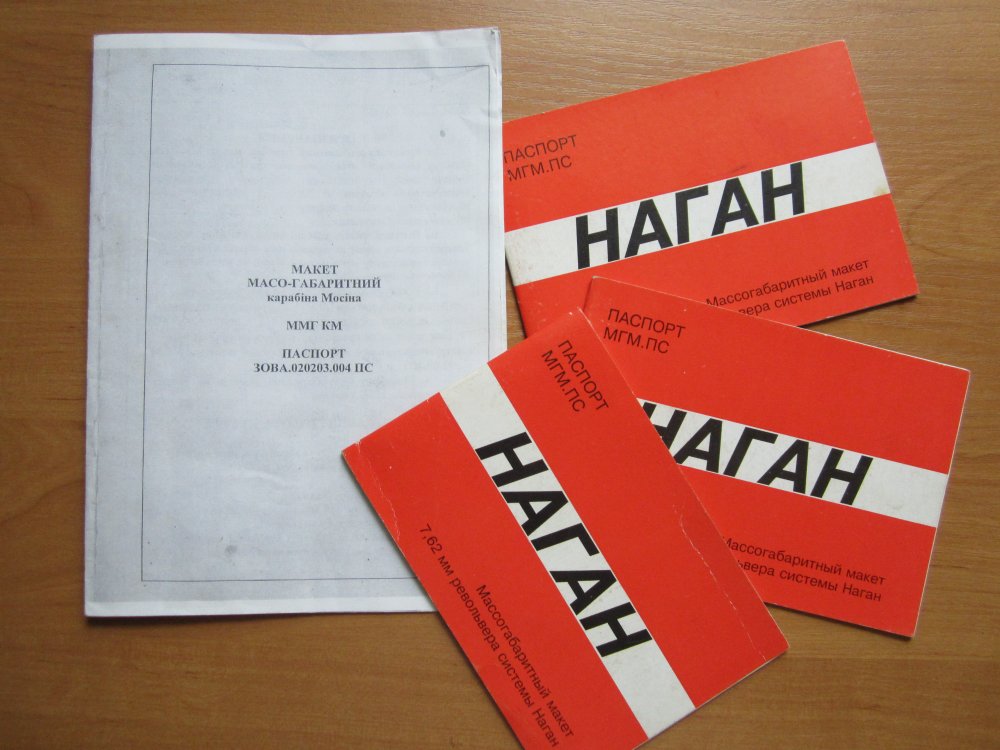 МАКЕТ
МАСО-ГАБАРИТНИЙ
карабіна Мосіна
ММГ КМ
ПАСПОРТ
ЗОВА.020203.004 ПС
ПАСПОРТ
МГМ.ПС
НАГАН
Массогабаритный макет
системы Наган
ПАСПОРТ
МГМ.ПС
НАГАН
Массогабаритный макет
системы Наган
ПАСПОРТ
МГМ.ПС
НАГАН
Массогабаритный макет
7,62 мм револьвера системы Наган